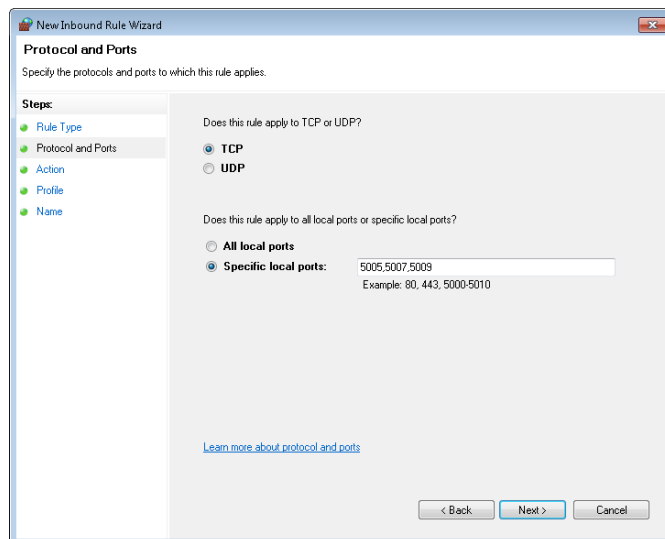 New Inbound Rule Wizard
Protocol and Ports
Specify the protocols and ports to which this rule applies.
Steps:
Rule Type
Protocol and Ports
Action
Profile
Name
Does this rule apply to TCP or UDP?
TCP
UDP
Does this rule apply to all local ports or specific local ports?
All local ports
Specific local ports:
5005,5007,5009
Example: 80, 443, 5000-5010
Learn more about protocol and ports
< Back
Next >
Cancel